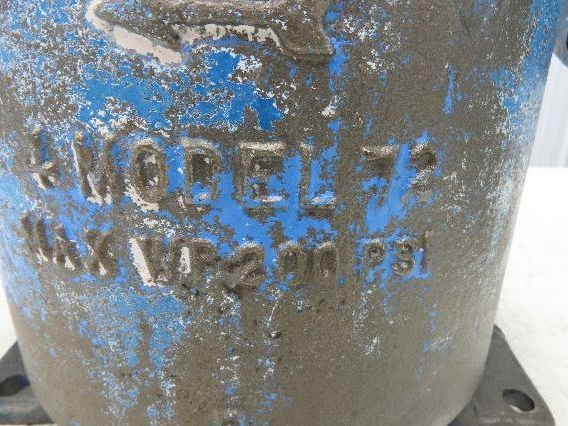 MODEL 72
MAX WP 200 PSI